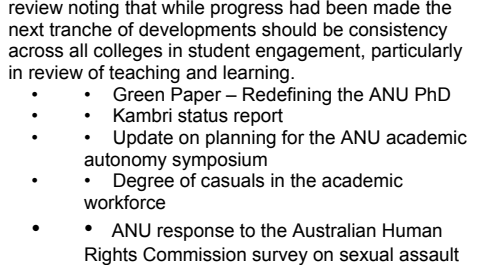 review noting that while progress had been made the
next tranche of developments should be consistency
across all colleges in student engagement, particularly
in review of teaching and learning.
• • Green Paper – Redefining the ANU PhD
• • Kambri status report
• • Update on planning for the ANU academic
autonomy symposium
• • Degree of casuals in the academic
workforce
• • ANU response to the Australian Human
Rights Commission survey on sexual assault